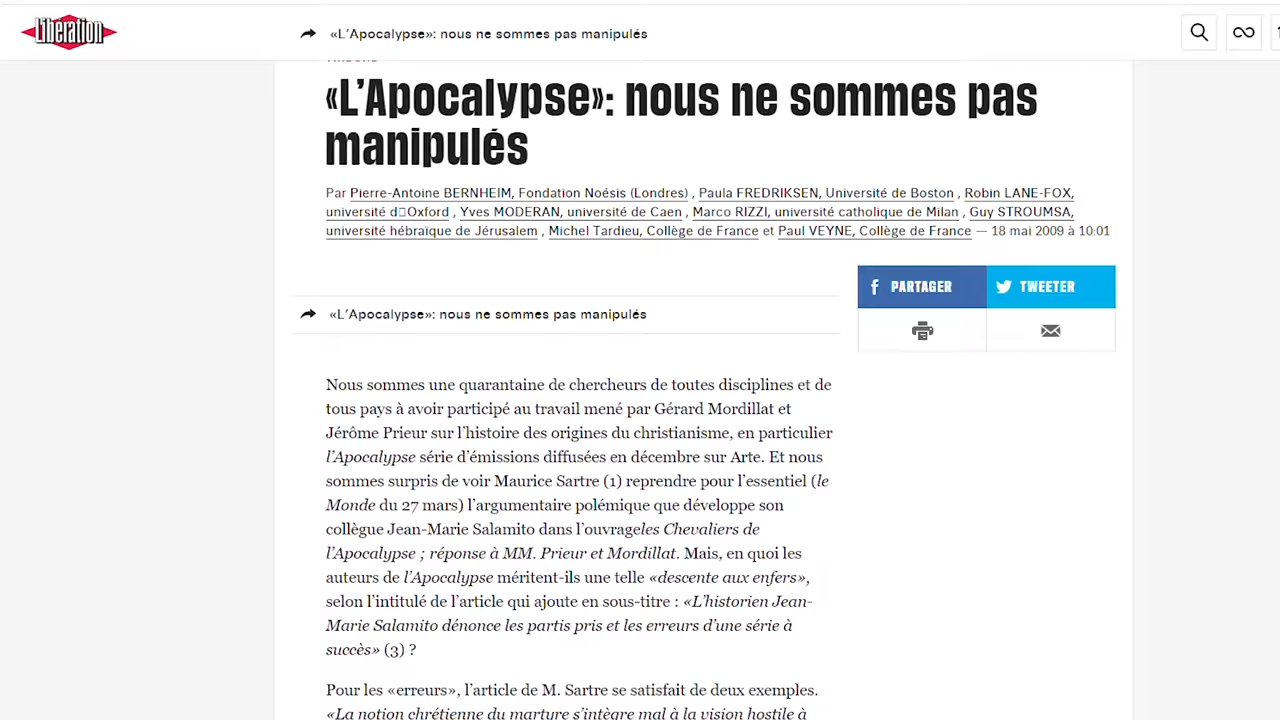 Libération
«L'Apocalypse»: nous ne sommes pas manipulés
«L'Apocalypse»: nous ne sommes pas
manipulés
Par Pierre-Antoine BERNHEIM, Fondation Noésis (Londres) , Paula FREDRIKSEN, Université de Boston , Robin LANE-FOX,
université d□Oxford , Yves MODERAN, université de Caen , Marco RIZZI, université catholique de Milan , Guy STROUMSA,
université hébraïque de Jérusalem , Michel Tardieu, Collège de France et Paul VEYNE, Collège de France — 18 mai 2009 à 10:01
PARTAGER
TWEETER
«L'Apocalypse»: nous ne sommes pas manipulés
Nous sommes une quarantaine de chercheurs de toutes disciplines et de
tous pays à avoir participé au travail mené par Gérard Mordillat et
Jérôme Prieur sur l'histoire des origines du christianisme, en particulier
l'Apocalypse série d'émissions diffusées en décembre sur Arte. Et nous
sommes surpris de voir Maurice Sartre (1) reprendre pour l'essentiel (le
Monde du 27 mars) l'argumentaire polémique que développe son
collègue Jean-Marie Salamito dans l'ouvrageles Chevaliers de
l'Apocalypse ; réponse à MM. Prieur et Mordillat. Mais, en quoi les
auteurs de l'Apocalypse méritent-ils une telle «descente aux enfers»,
selon l'intitulé de l'article qui ajoute en sous-titre : «L'historien Jean-
Marie Salamito dénonce les partis pris et les erreurs d'une série à
succès» (3) ?
Pour les «erreurs», l'article de M. Sartre se satisfait de deux exemples.
«La notion chrétienne du martyre s'intègre mal à la vision hostile à